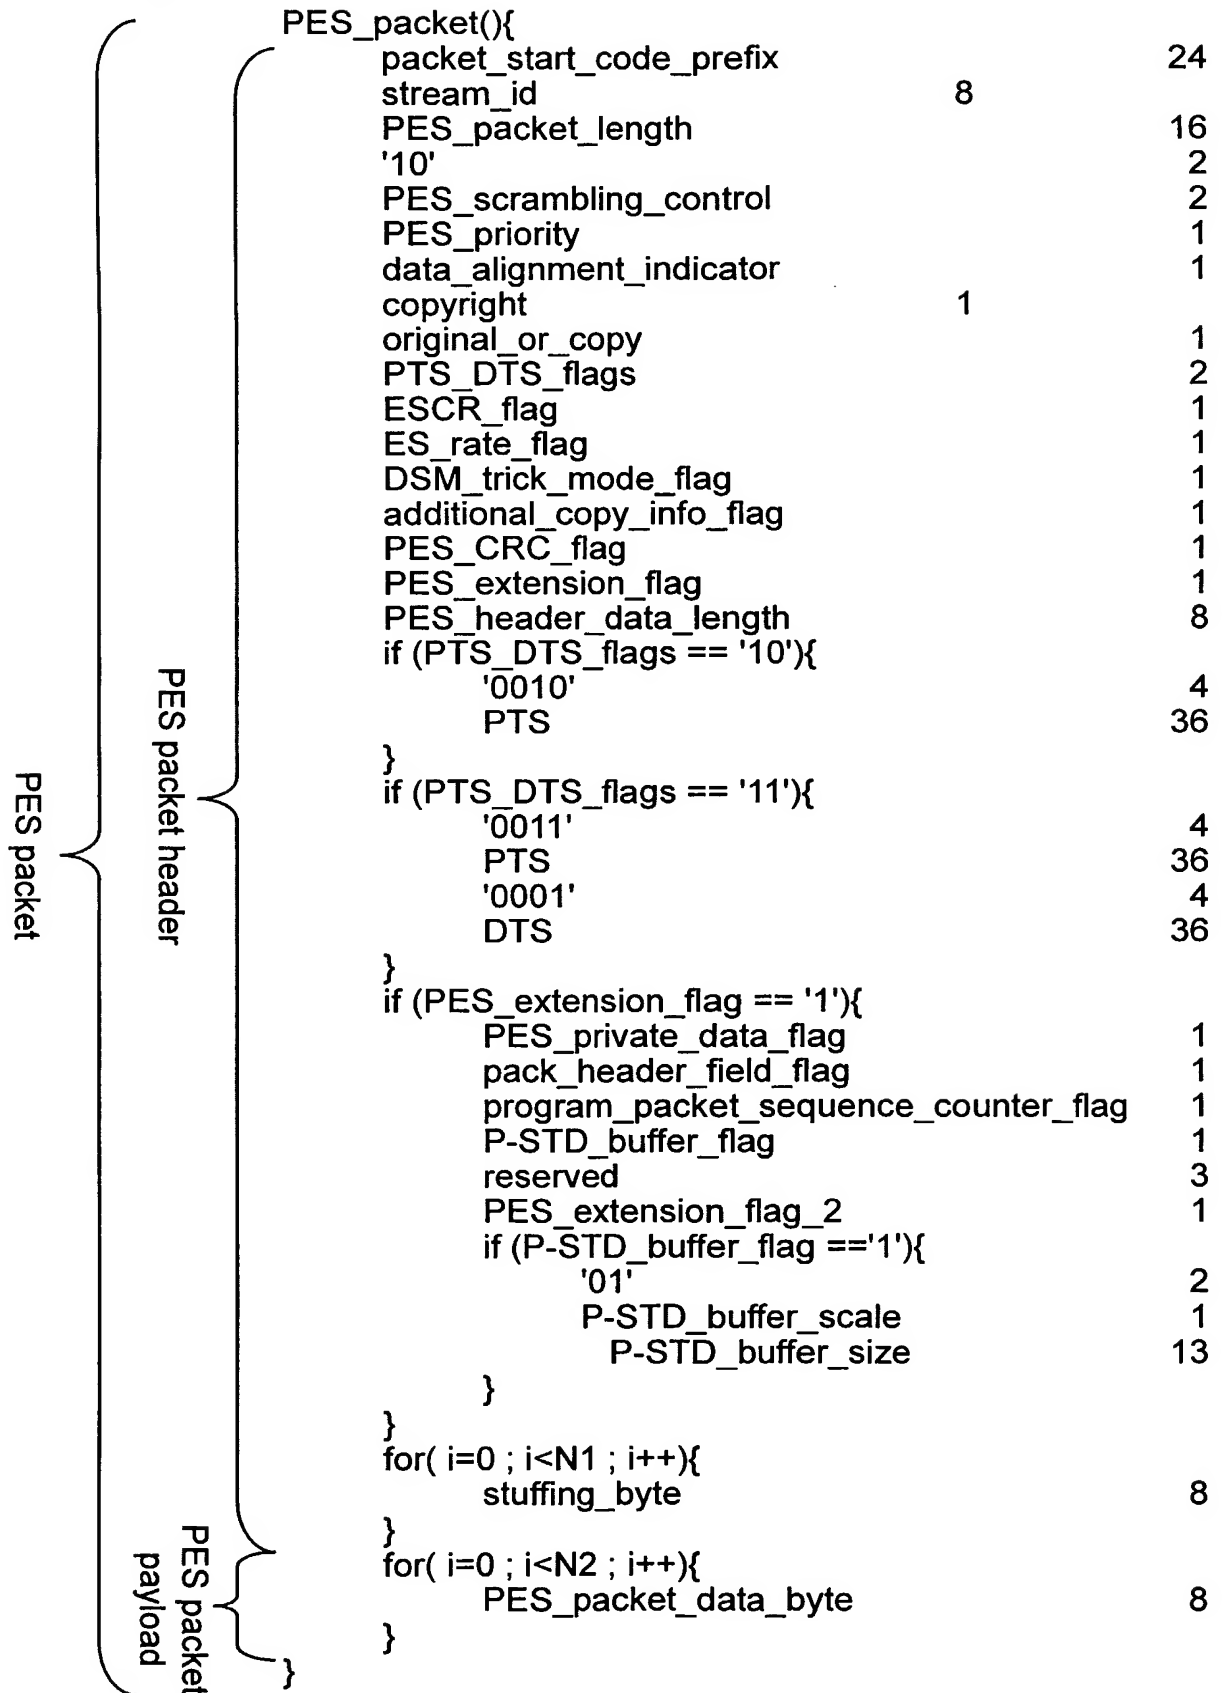 PES_packet(){
packet_start_code_prefix 24
stream_id 8
PES_packet_length 16
'10' 2
PES_scrambling_control 2
PES_priority 1
data_alignment_indicator 1
copyright 1
original_or_copy 1
PTS_DTS_flags 2
ESCR_flag 1
ES_rate_flag 1
DSM_trick_mode_flag 1
additional_copy_info_flag 1
PES_CRC_flag 1
PES_extension_flag 1
PES_header_data_length 8
if (PTS_DTS_flags == '10'){
'0010' 4
PTS 36
}
if (PTS_DTS_flags == '11'){
'0011' 4
PTS 36
'0001' 4
DTS 36
}
if (PES_extension_flag == '1'){
PES_private_data_flag 1
pack_header_field_flag 1
program_packet_sequence_counter_flag 1
P-STD_buffer_flag 1
reserved 3
PES_extension_flag_2 1
if (P-STD_buffer_flag =='1'){
'01' 2
P-STD_buffer_scale 1
P-STD_buffer_size 13
}
}
for( i=0 ; i<N1 ; i++){
stuffing_byte 8
}
for( i=0 ; i<N2 ; i++){
PES_packet_data_byte 8
}
}
PES packet header
PES packet
payload
PES packet